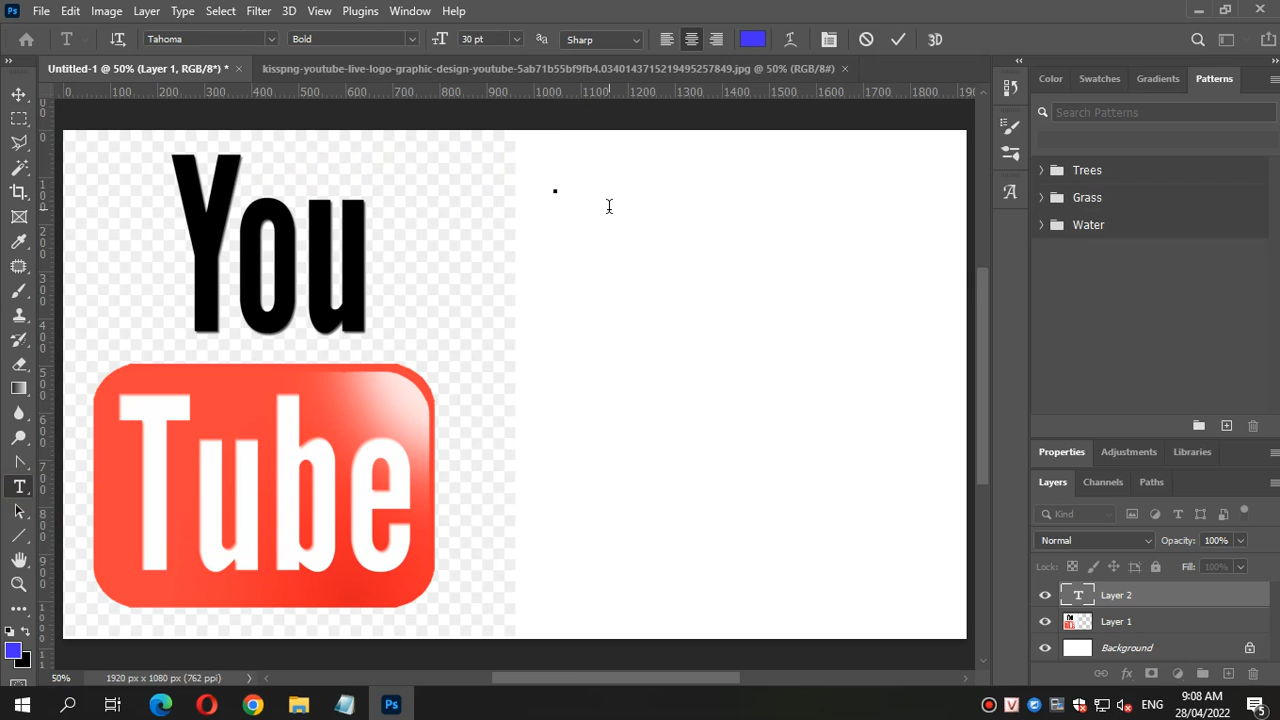 Ps File Edit Image Layer Type Select Filter 3D View Plugins Window Help
Tahoma Bold 30 pt Sharp 3D
Untitled-1 @ 50% (Layer 1, RGB/8*) * kisspng-youtube-live-logo-graphic-design-youtube-5ab71b55bf9fb4.0340143715219495257849.jpg @ 50% (RGB/8#)
Color Swatches Gradients Patterns
0 100 200 300 400 500 600 700 800 900 1000 1100 1200 1300 1400 1500 1600 1700 1800 190
Search Patterns
Trees
Grass
Water
You
Tube
Properties Adjustments Libraries
Layers Channels Paths
Kind
Normal Opacity: 100%
Lock: Fill: 100%
Layer 2
Layer 1
Background
50% 1920 px x 1080 px (762 ppi)
ENG 9:08 AM
28/04/2022 5